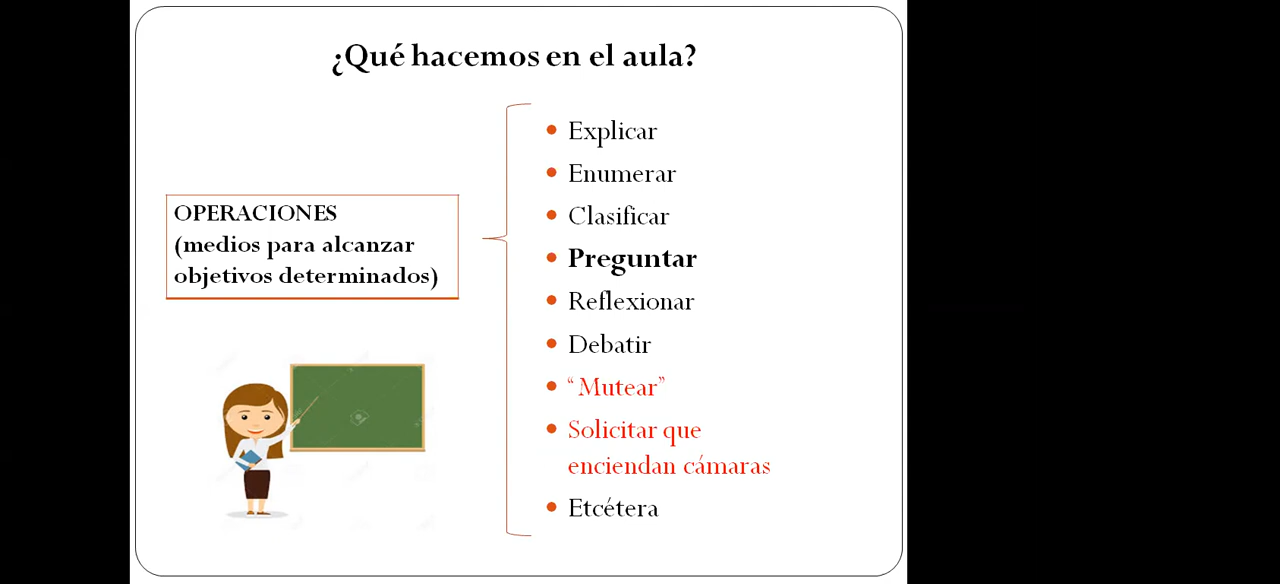 ¿Qué hacemos en el aula?
OPERACIONES
(medios para alcanzar
objetivos determinados)
Explicar
Enumerar
Clasificar
Preguntar
Reflexionar
Debatir
“Mutear”
Solicitar que
enciendan cámaras
Etcétera